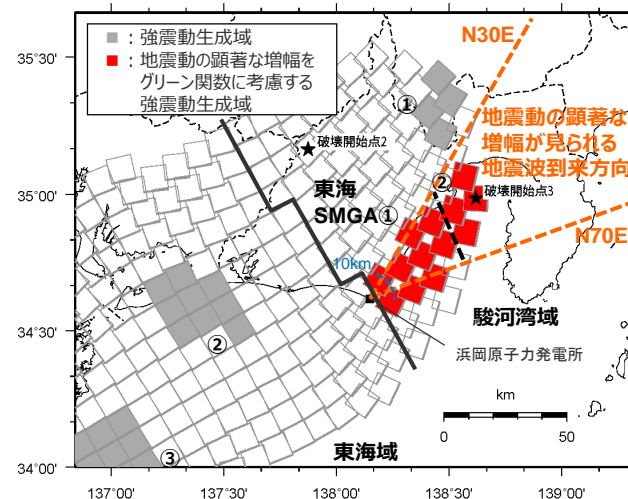 ■ : 強震動生成域
■ : 地震動の顕著な増幅を
グリーン関数に考慮する
強震動生成域
N30E
地震動の顕著な
増幅が見られる
地震波到来方向
N70E
①
②
破壊開始点2
破壊開始点3
東海
SMGA①
10km
駿河湾域
浜岡原子力発電所
②
③
東海域
km
0
50
35°30'
35°00'
34°30'
34°00'
137°00'
137°30'
138°00'
138°30'
139°00'